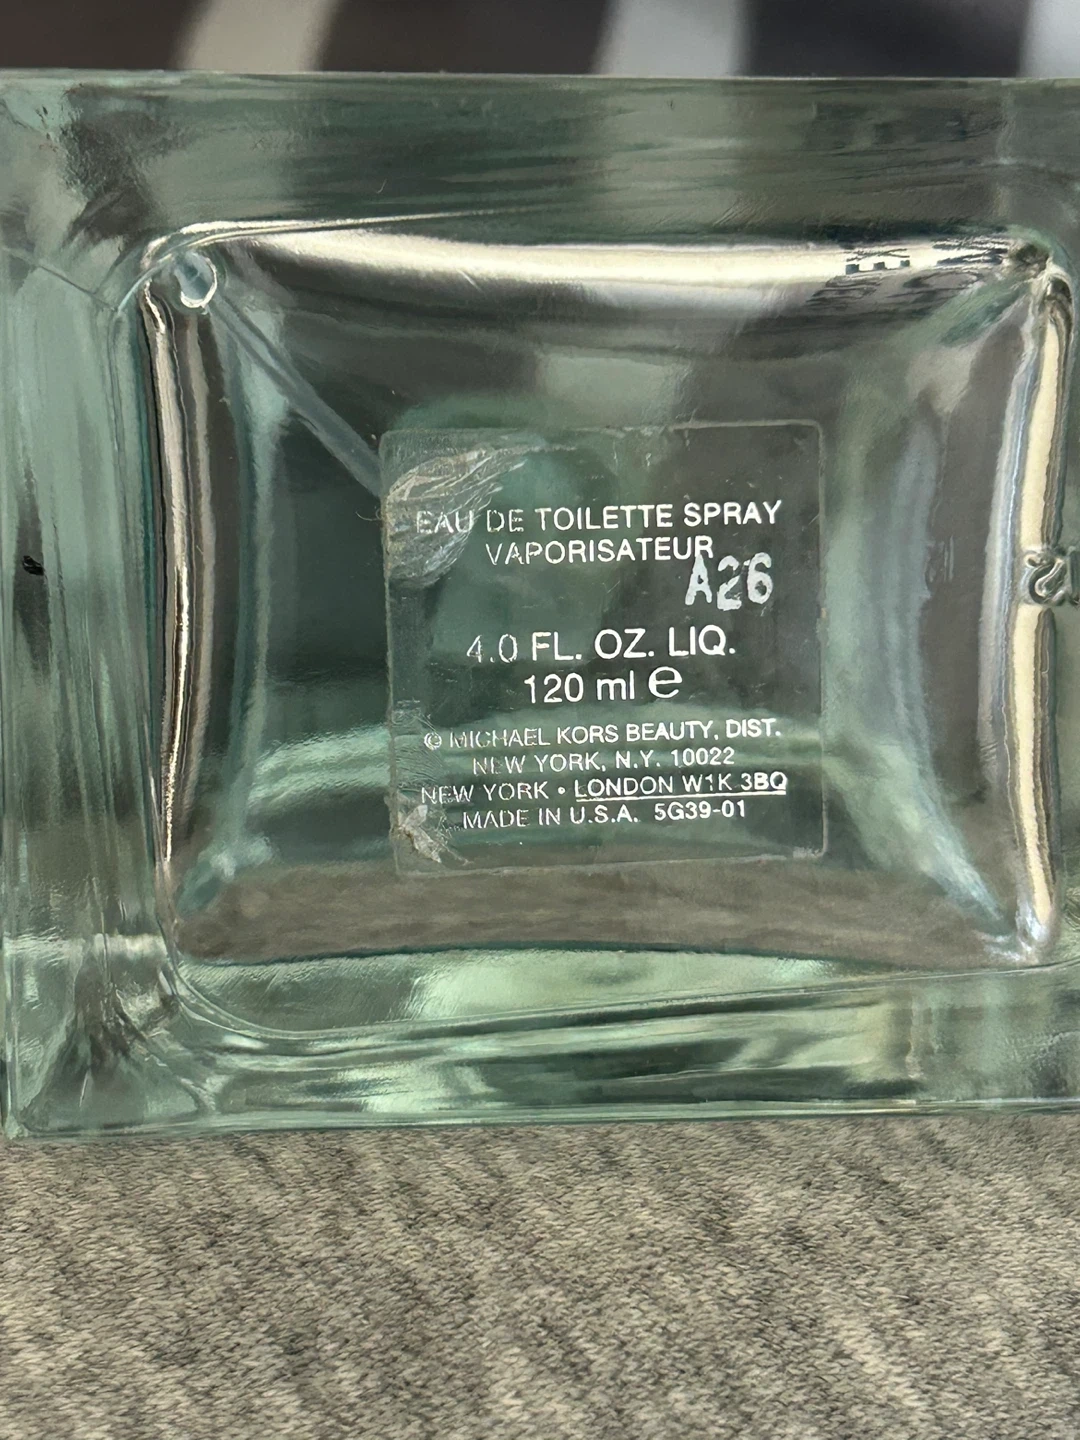 EAU DE TOILETTE SPRAY
VAPORISATEUR
A26
4.0 FL. OZ. LIQ.
120 ml e
© MICHAEL KORS BEAUTY, DIST.
NEW YORK, N.Y. 10022
NEW YORK • LONDON W1K 3BQ
MADE IN U.S.A. 5G39-01